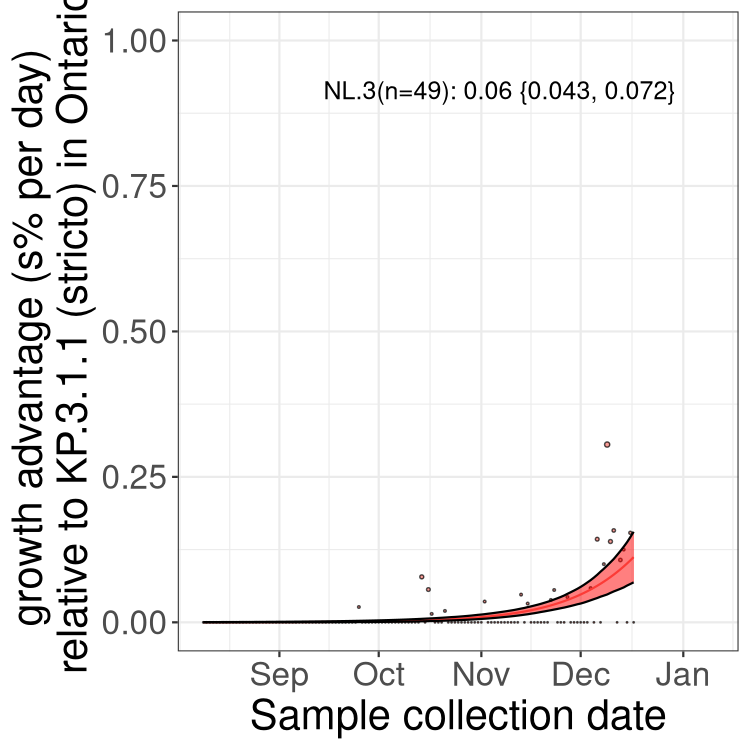 growth advantage (s% per day)
relative to KP.3.1.1 (stricto) in Ontario
1.00
0.75
0.50
0.25
0.00
NL.3(n=49): 0.06 {0.043, 0.072}
Sep Oct Nov Dec Jan
Sample collection date